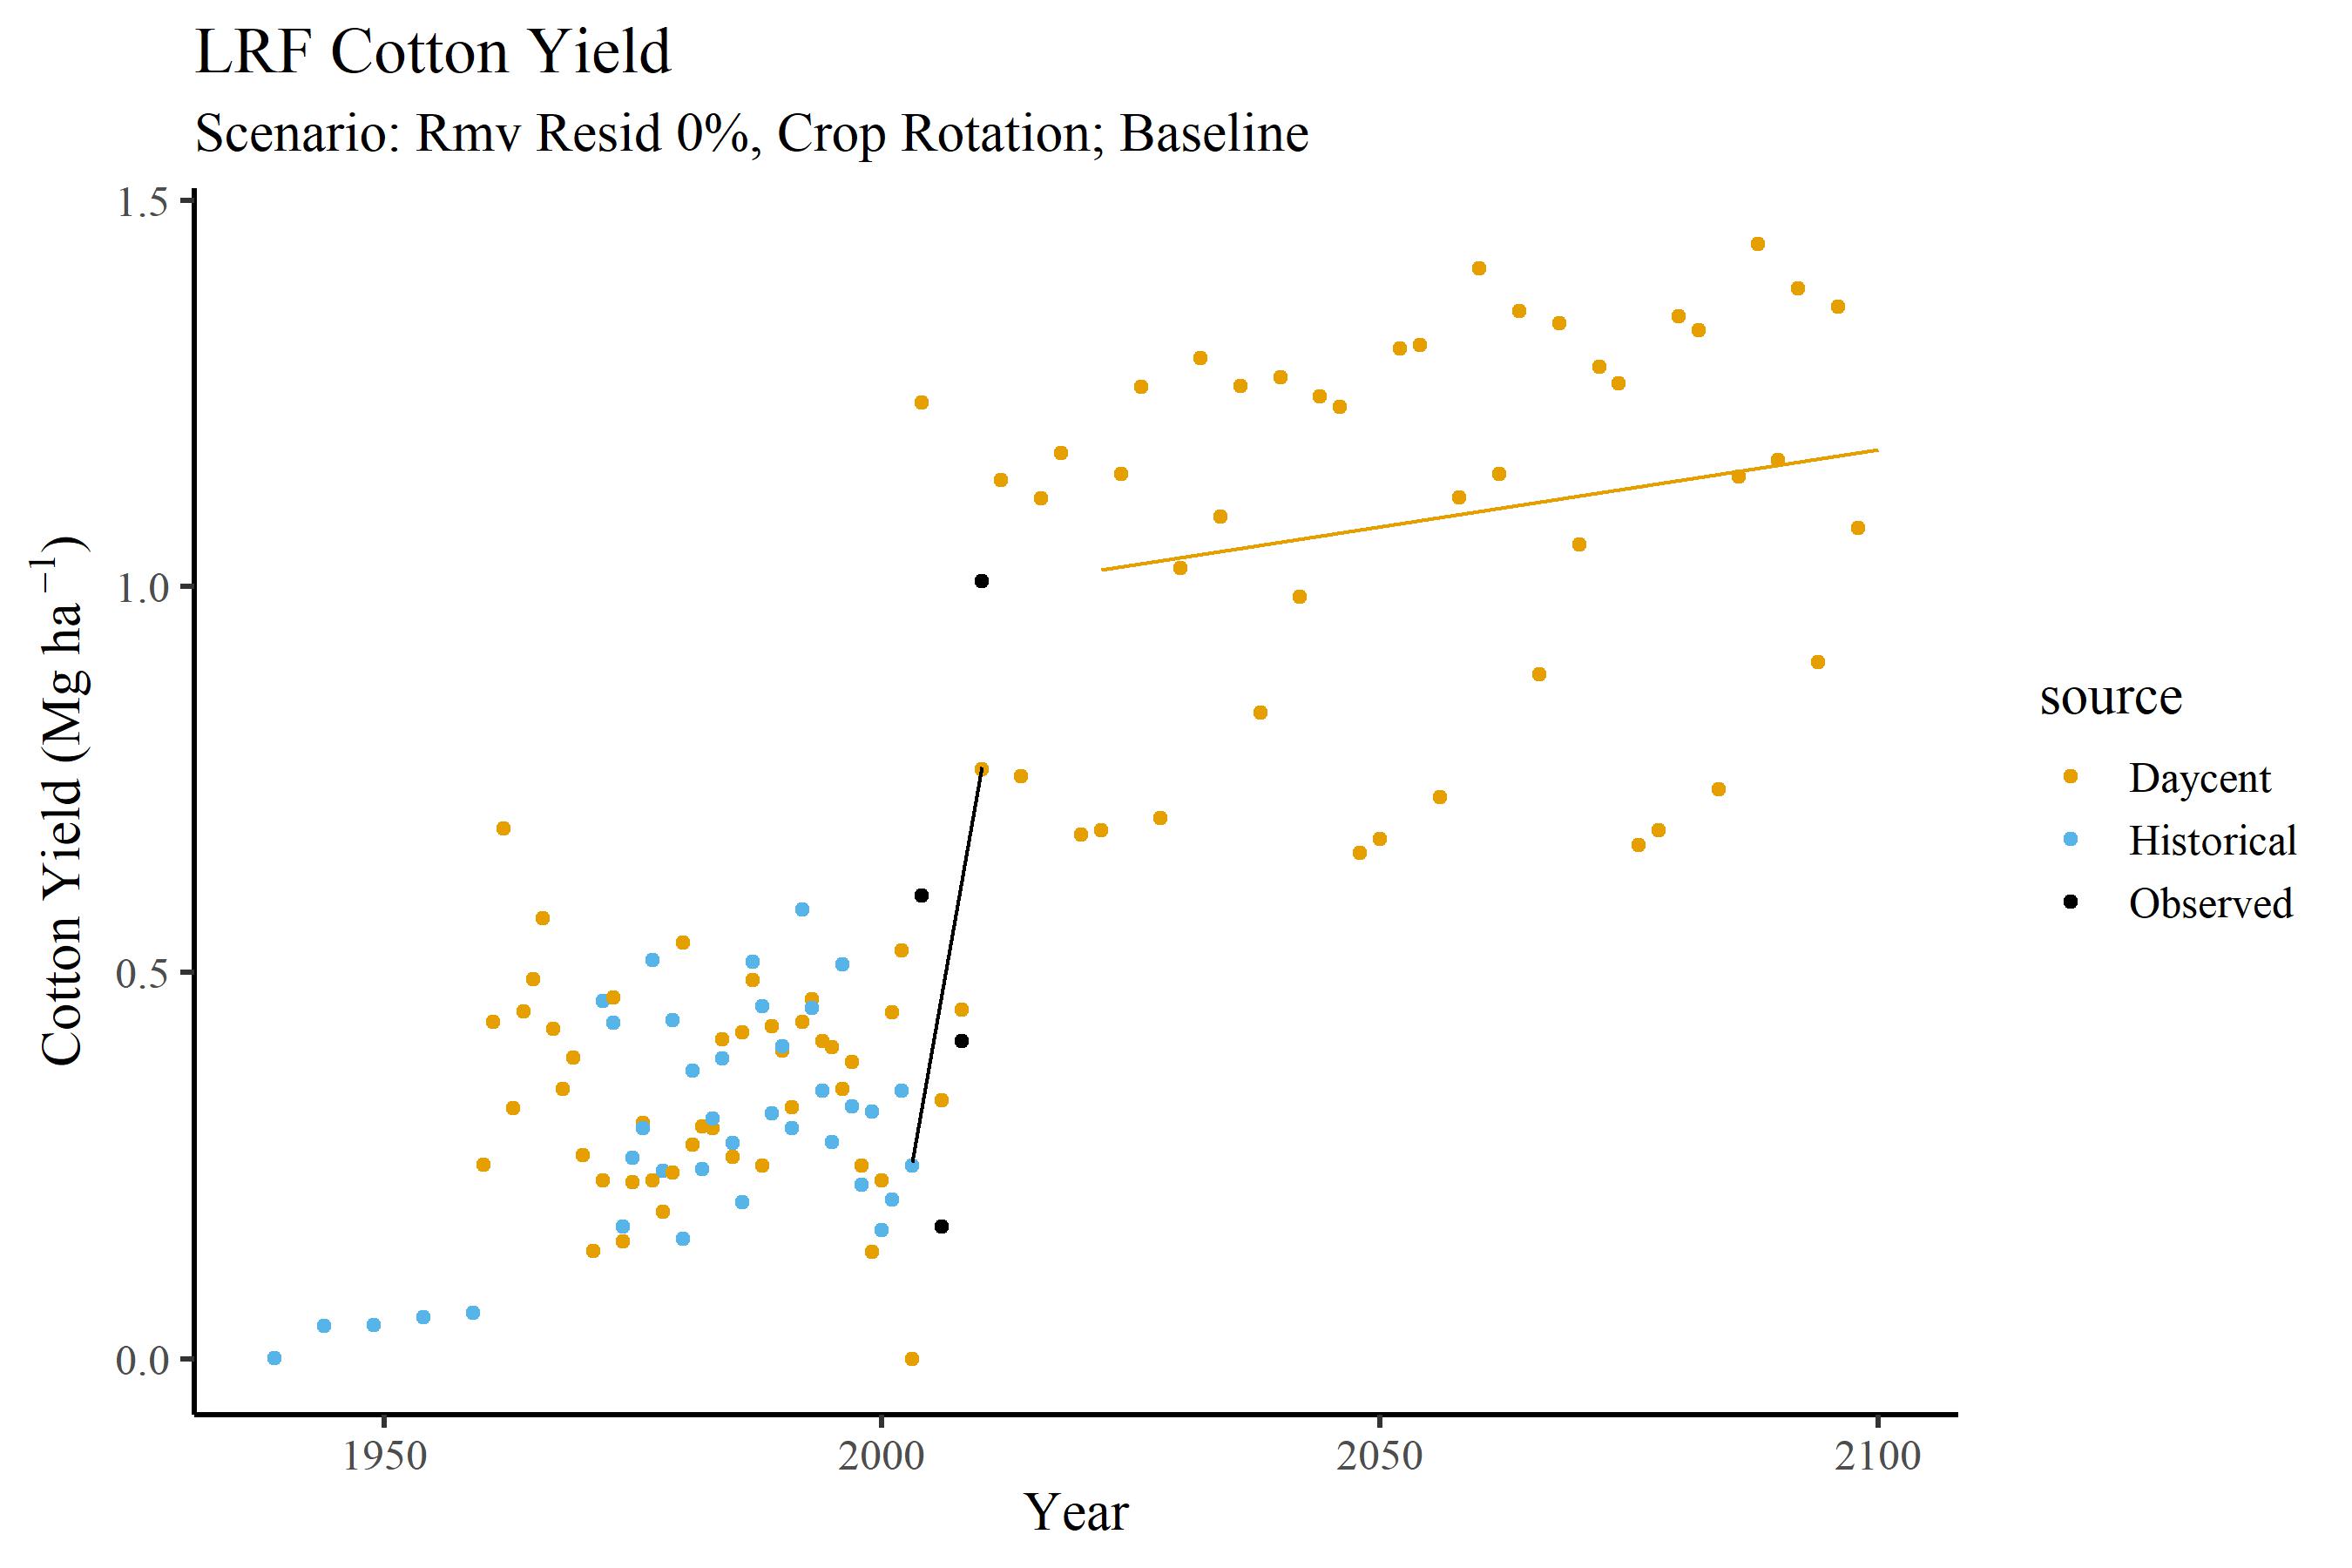 LRF Cotton Yield
Scenario: Rmv Resid 0%, Crop Rotation; Baseline
Cotton Yield (Mg ha⁻¹)
1.5
1.0
0.5
0.0
1950 2000 2050 2100
Year
source
Daycent
Historical
Observed